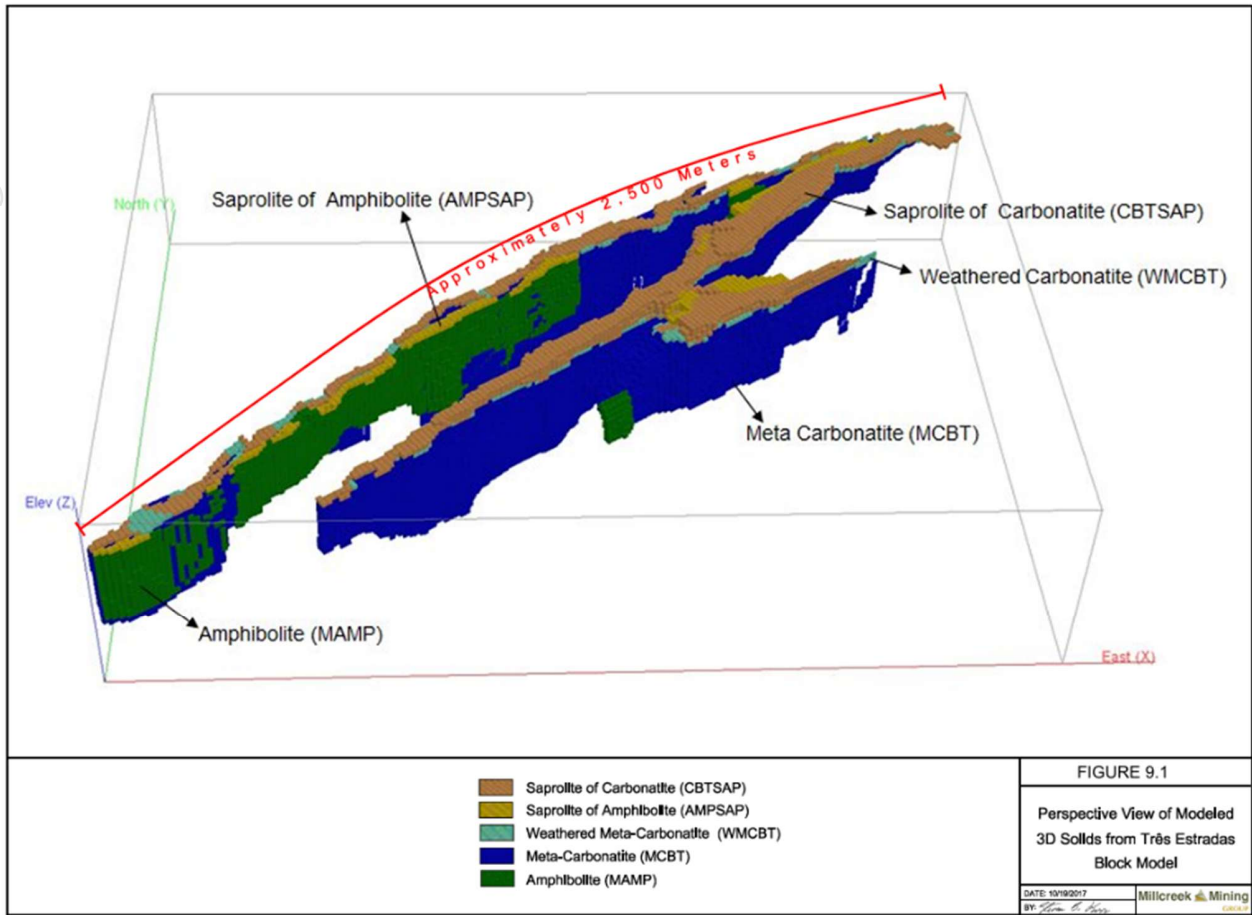 Approximately 2,500 Meters
North (Y)
Saprolite of Amphibolite (AMPSAP)
Saprolite of Carbonatite (CBTSAP)
Weathered Carbonatite (WMCBT)
Meta Carbonatite (MCBT)
Elev (Z)
Amphibolite (MAMP)
East (X)
Saprolite of Carbonatite (CBTSAP)
Saprolite of Amphibolite (AMPSAP)
Weathered Meta-Carbonatite (WMCBT)
Meta-Carbonatite (MCBT)
Amphibolite (MAMP)
FIGURE 9.1
Perspective View of Modeled
3D Solids from Três Estradas
Block Model
DATE: 10/19/2017
BY:
Millcreek Mining
GROUP